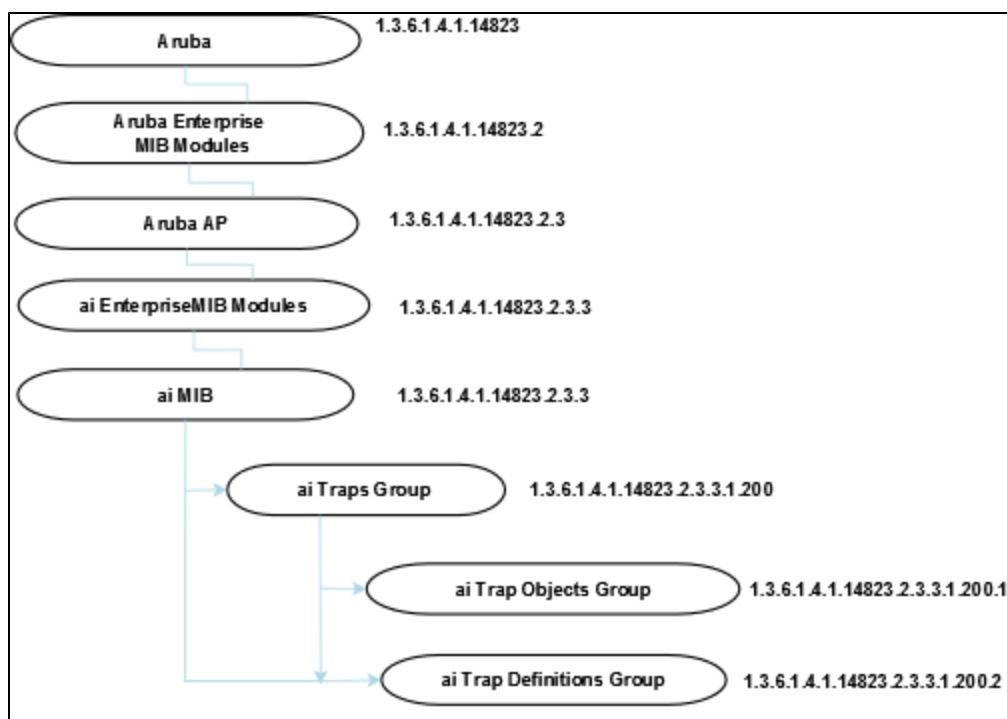 Aruba
1.3.6.1.4.1.14823
Aruba Enterprise
MIB Modules
1.3.6.1.4.1.14823.2
Aruba AP
1.3.6.1.4.1.14823.2.3
ai EnterpriseMIB Modules
1.3.6.1.4.1.14823.2.3.3
ai MIB
1.3.6.1.4.1.14823.2.3.3
ai Traps Group
1.3.6.1.4.1.14823.2.3.3.1.200
ai Trap Objects Group
1.3.6.1.4.1.14823.2.3.3.1.200.1
ai Trap Definitions Group
1.3.6.1.4.1.14823.2.3.3.1.200.2